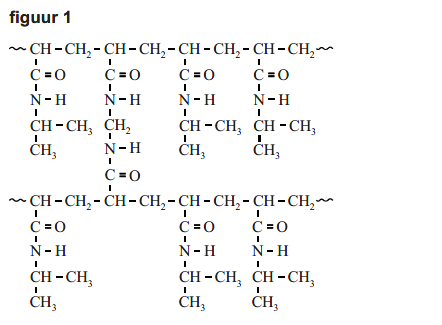 figuur 1
~CH-CH₂-CH-CH₂-CH-CH₂-CH-CH₂~
C=O C=O C=O C=O
N-H N-H N-H N-H
CH-CH₃ CH₂ CH-CH₃ CH-CH₃
CH₃ N-H CH₃ CH₃
C=O
~CH-CH₂-CH-CH₂-CH-CH₂-CH-CH₂~
C=O C=O C=O
N-H N-H N-H
CH-CH₃ CH-CH₃ CH-CH₃
CH₃ CH₃ CH₃